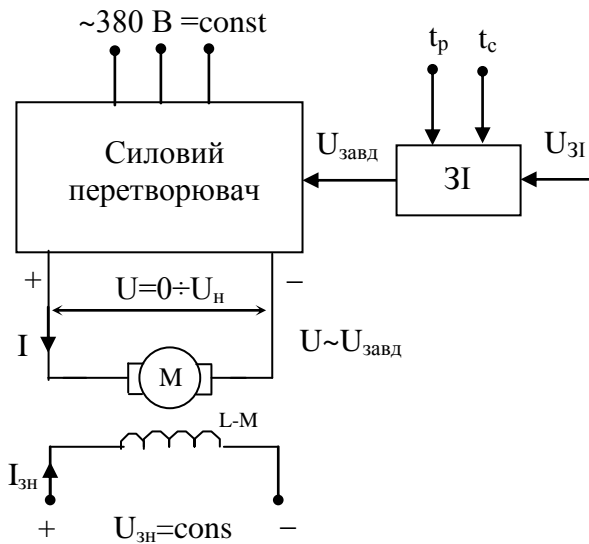 ~380 В =const
tр tс
Силовий
перетворювач
Uзавд
ЗІ
UЗІ
+ U=0÷Uн –
I
U~Uзавд
М
L-M
Iзн
+ Uзн=cons –